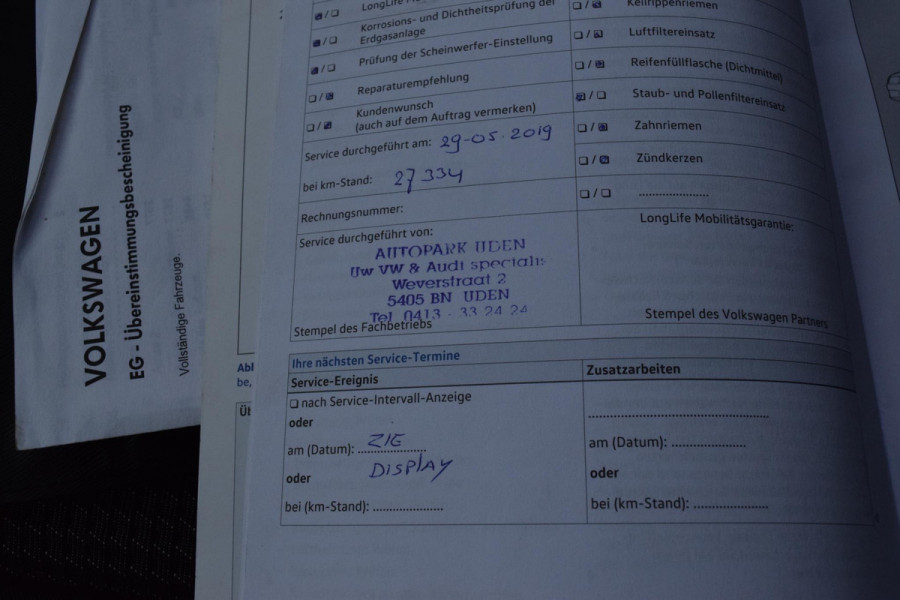 VOLKSWAGEN
EG - Übereinstimmungsbescheinigung
Vollständige Fahrzeuge.
LongLife
Korrosions- und Dichtheitsprüfung der
Erdgasanlage
Prüfung der Scheinwerfer-Einstellung
Reparaturempfehlung
Kundenwunsch
(auch auf dem Auftrag vermerken)
Service durchgeführt am: 29-05-2019
bei km-Stand: 27334
Rechnungsnummer:
Service durchgeführt von:
AUTOPARK UDEN
Uw VW & Audi specialis
Weverstraat 2
5405 BN UDEN
Tel 0413 - 33 24 24
Stempel des Fachbetriebs
Keilrippenriemen
Luftfiltereinsatz
Reifenfüllflasche (Dichtmittel)
Staub- und Pollenfiltereinsatz
Zahnriemen
Zündkerzen
LongLife Mobilitätsgarantie:
Stempel des Volkswagen Partners
Ihre nächsten Service-Termine
Service-Ereignis
nach Service-Intervall-Anzeige
oder
am (Datum): ZIE
DISPLAY
oder
bei (km-Stand):
Zusatzarbeiten
am (Datum):
oder
bei (km-Stand):
be,